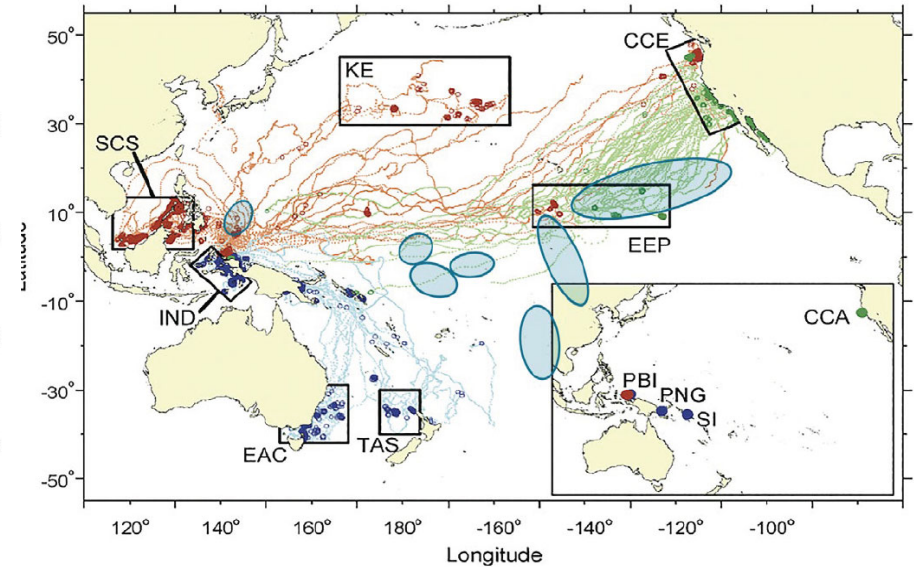 50°
30°
10°
-10°
-30°
-50°
KE
CCE
SCS
EEP
IND
CCA
PBI
PNG
SI
EAC
TAS
120°
140°
160°
180°
-160°
-140°
-120°
-100°
Longitude